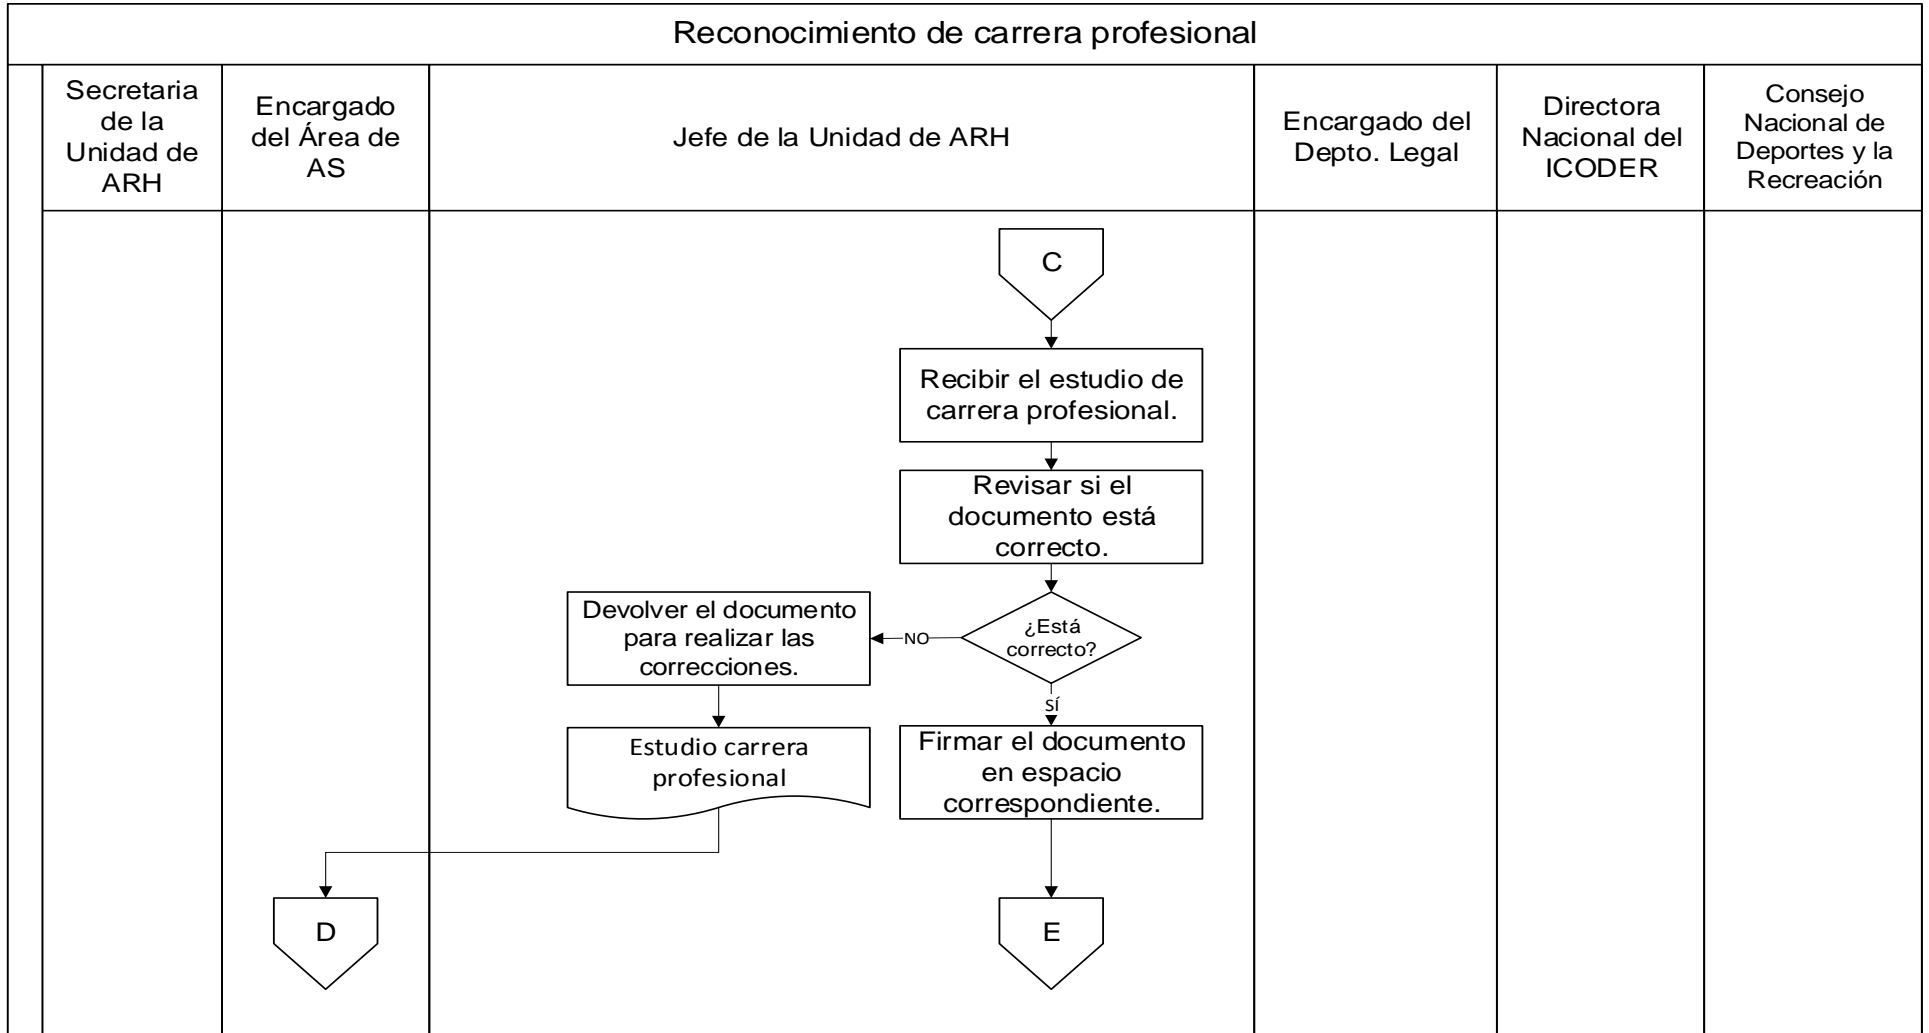 Reconocimiento de carrera profesional
Secretaria
de la
Unidad de
ARH
Encargado
del Área de
AS
Jefe de la Unidad de ARH
Encargado del
Depto. Legal
Directora
Nacional del
ICODER
Consejo
Nacional de
Deportes y la
Recreación
C
Recibir el estudio de
carrera profesional.
Revisar si el
documento está
correcto.
¿Está
correcto?
NO
Devolver el documento
para realizar las
correcciones.
SÍ
Estudio carrera
profesional
Firmar el documento
en espacio
correspondiente.
D
E